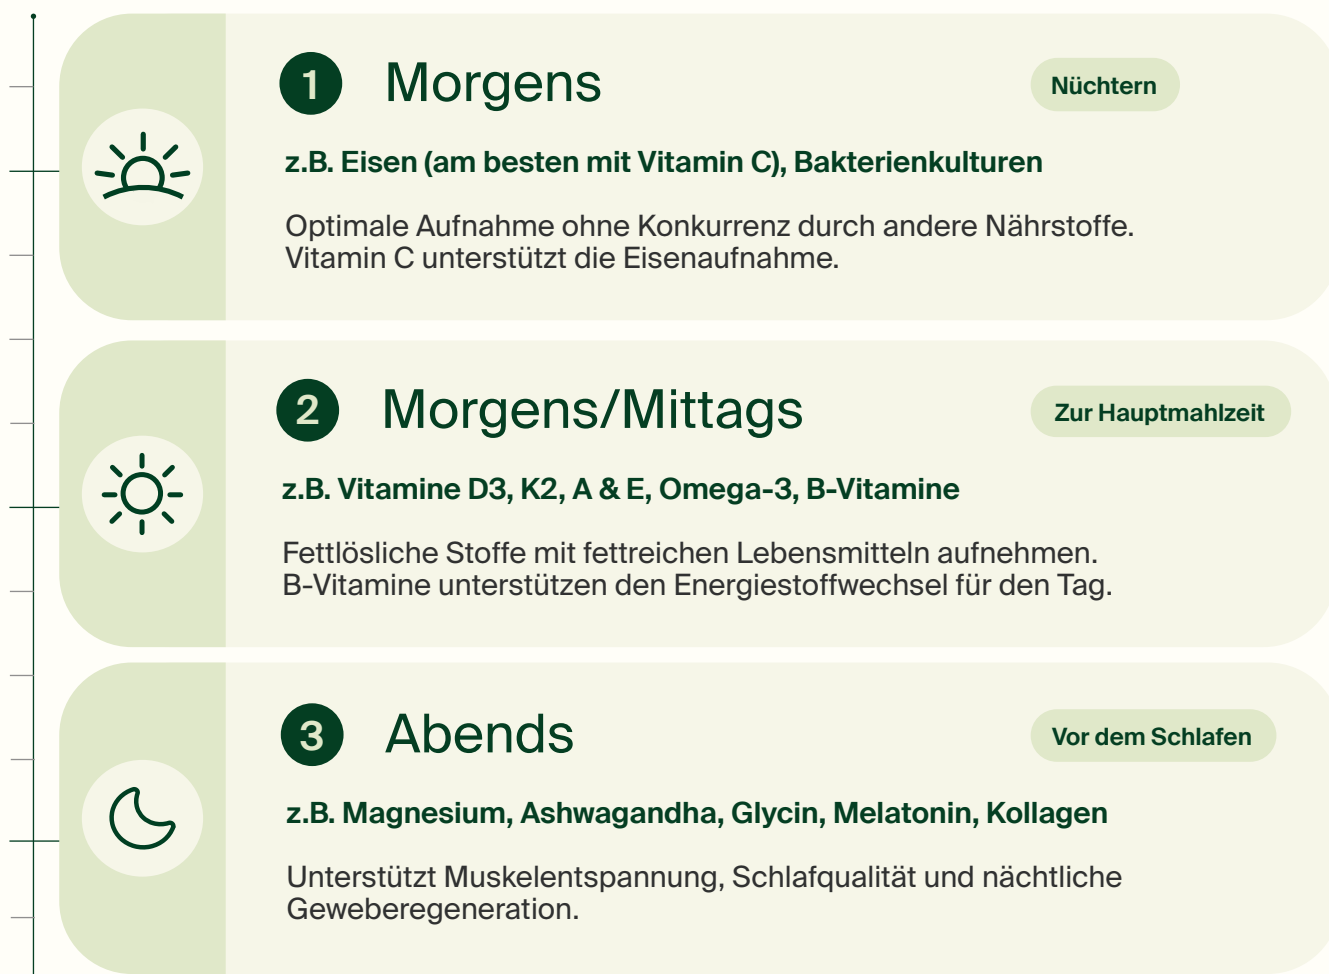 1 Morgens Nüchtern
z.B. Eisen (am besten mit Vitamin C), Bakterienkulturen
Optimale Aufnahme ohne Konkurrenz durch andere Nährstoffe.
Vitamin C unterstützt die Eisenaufnahme.
2 Morgens/Mittags Zur Hauptmahlzeit
z.B. Vitamine D3, K2, A & E, Omega-3, B-Vitamine
Fettlösliche Stoffe mit fettreichen Lebensmitteln aufnehmen.
B-Vitamine unterstützen den Energiestoffwechsel für den Tag.
3 Abends Vor dem Schlafen
z.B. Magnesium, Ashwagandha, Glycin, Melatonin, Kollagen
Unterstützt Muskelentspannung, Schlafqualität und nächtliche
Geweberegeneration.